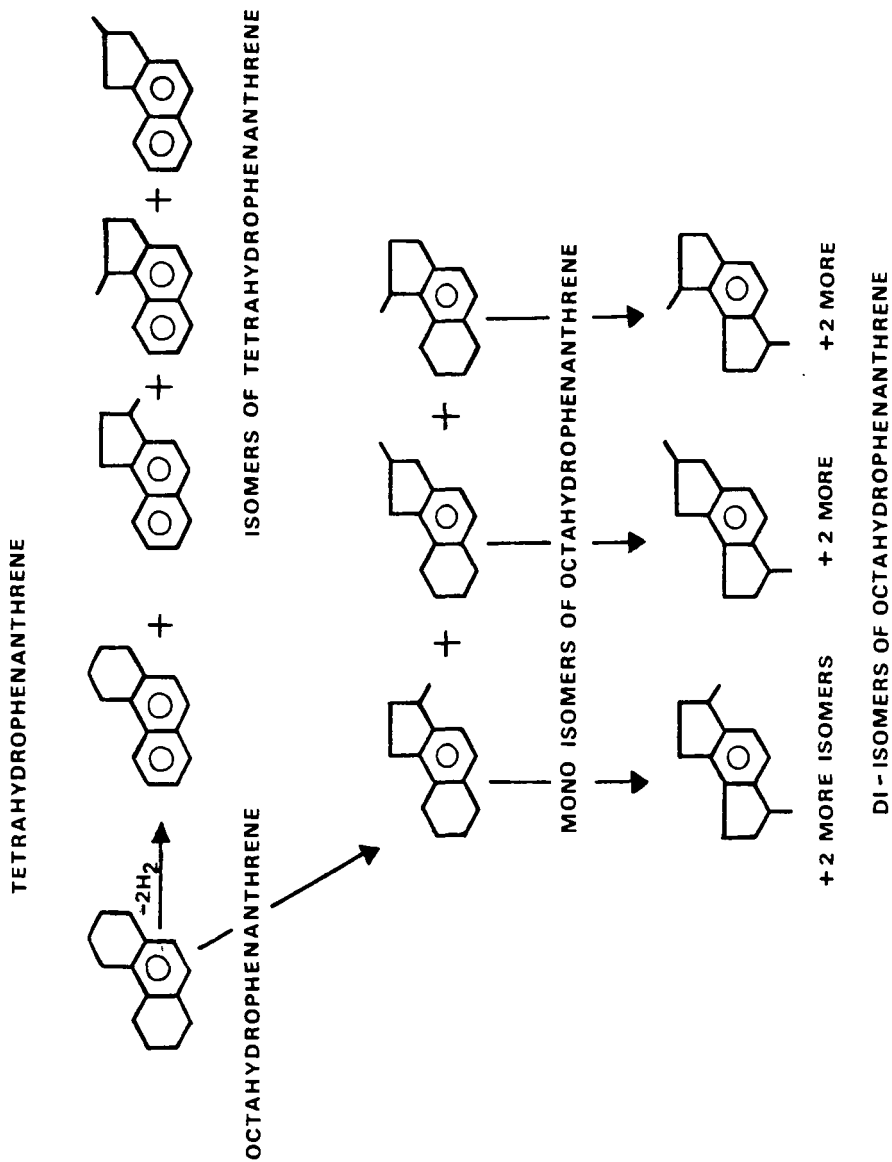 TETRAHYDROPHENANTHRENE
-2H2
+
+
+
+
OCTAHYDROPHENANTHRENE
ISOMERS OF TETRAHYDROPHENANTHRENE
+
+
MONO ISOMERS OF OCTAHYDROPHENANTHRENE
+2 MORE ISOMERS
+2 MORE
+2 MORE
DI-ISOMERS OF OCTAHYDROPHENANTHRENE